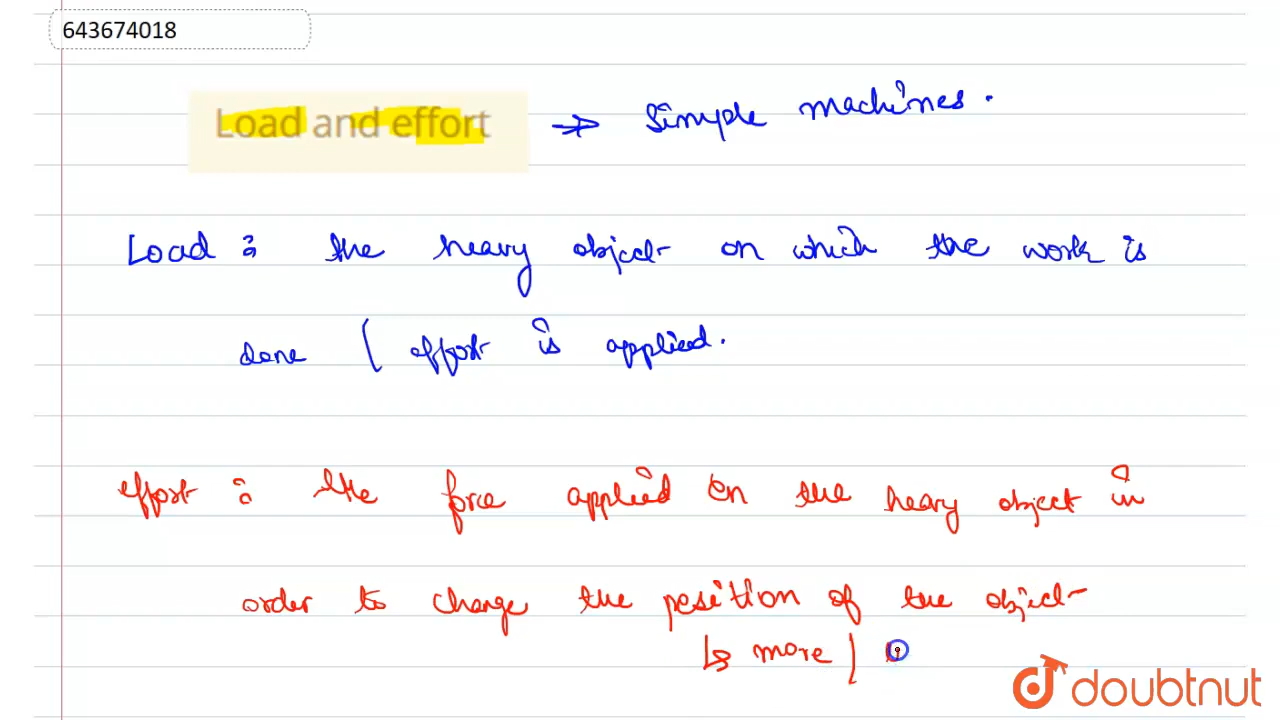 643674018
Load and effort → Simple machines.
Load : the heavy object on which the work is
done ( effort is applied.
effort : the force applied on the heavy object in
order to change the position of the object
↳ more |
doubtnut